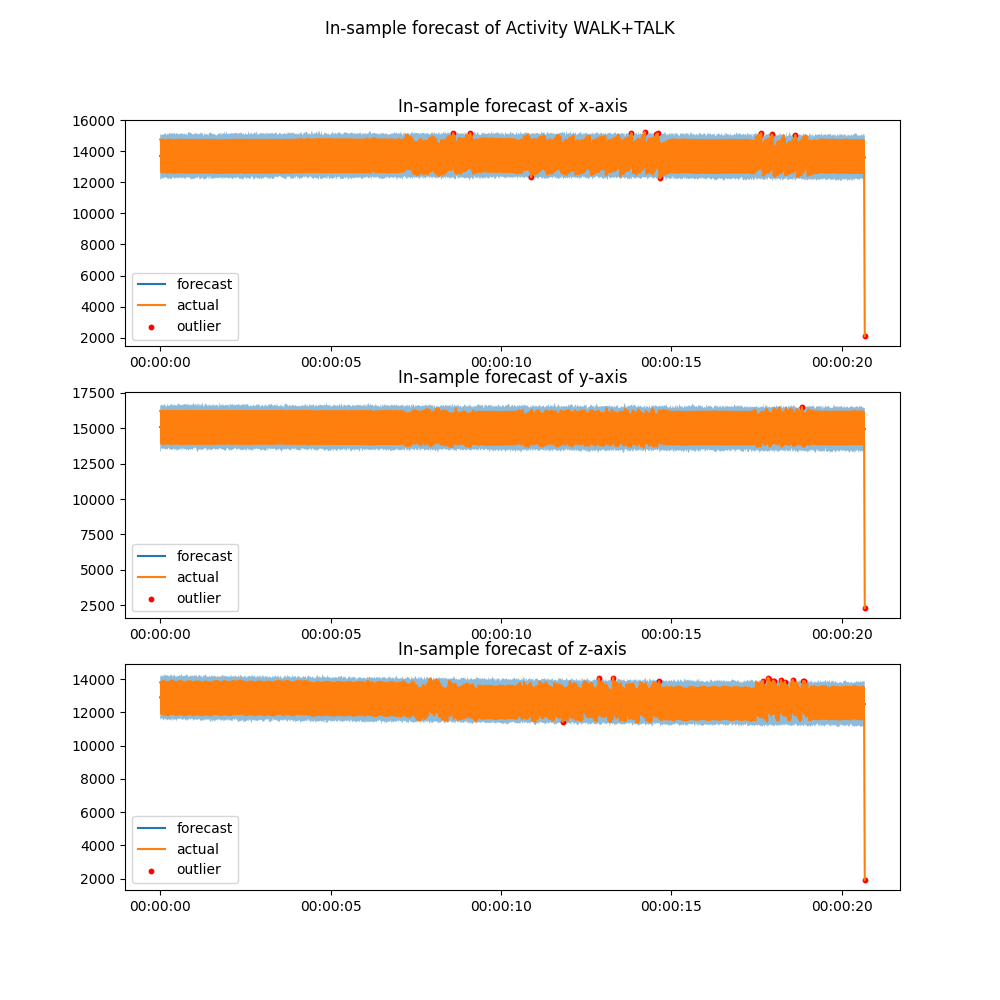 In-sample forecast of Activity WALK+TALK
In-sample forecast of x-axis
16000
14000
12000
10000
8000
6000
4000
2000
forecast
actual
outlier
00:00:00 00:00:05 00:00:10 00:00:15 00:00:20
In-sample forecast of y-axis
17500
15000
12500
10000
7500
5000
2500
forecast
actual
outlier
00:00:00 00:00:05 00:00:10 00:00:15 00:00:20
In-sample forecast of z-axis
14000
12000
10000
8000
6000
4000
2000
forecast
actual
outlier
00:00:00 00:00:05 00:00:10 00:00:15 00:00:20